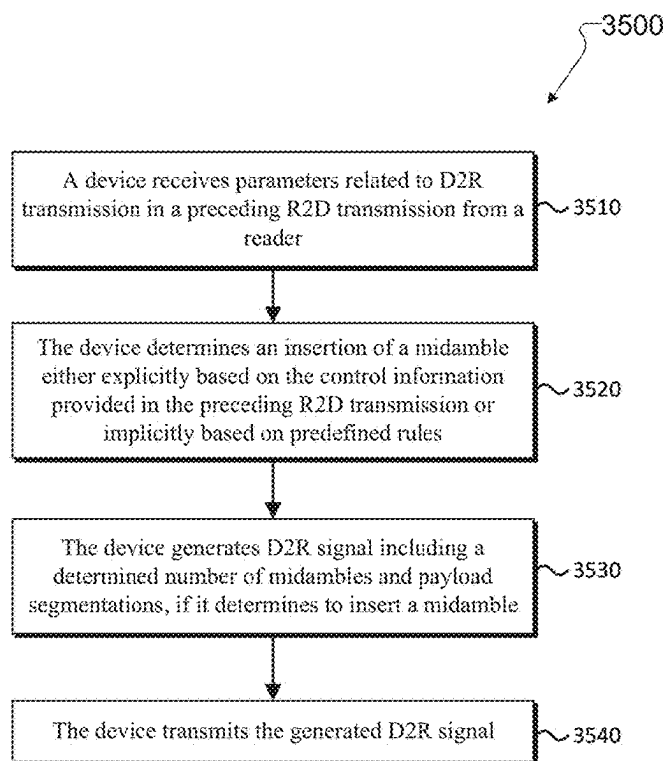 3500
A device receives parameters related to D2R
transmission in a preceding R2D transmission from a
reader
3510
The device determines an insertion of a midamble
either explicitly based on the control information
provided in the preceding R2D transmission or
implicitly based on predefined rules
3520
The device generates D2R signal including a
determined number of midambles and payload
segmentations, if it determines to insert a midamble
3530
The device transmits the generated D2R signal
3540